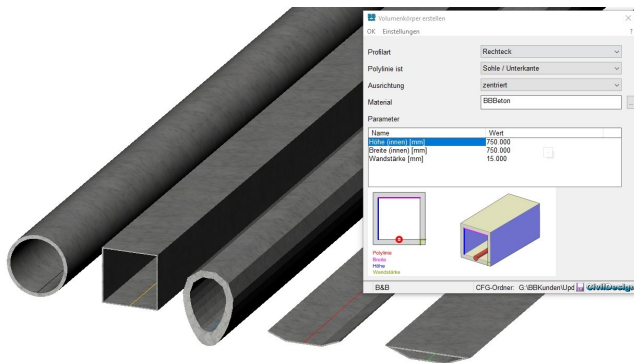 Volumenkörper erstellen
OK Einstellungen ?
Profilart Rechteck
Polylinie ist Sohle / Unterkante
Ausrichtung zentriert
Material BBBeton ...
Parameter
Name Wert
Höhe (innen) [mm] 750.000
Breite (innen) [mm] 750.000
Wandstärke [mm] 15.000
Polylinie
Breite
Höhe
Wandstärke
B&B CFG-Ordner: G:\BBKunden\Upd CivilDesign